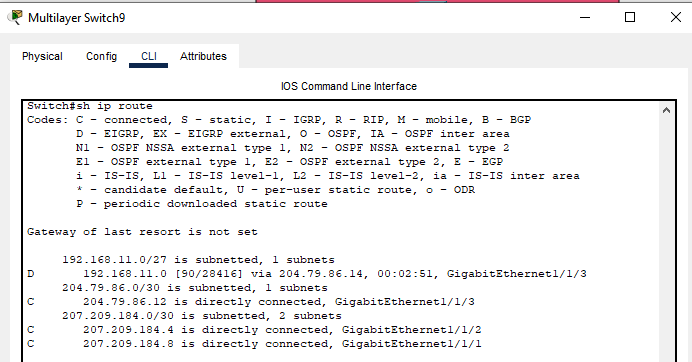 Multilayer Switch9
Physical Config CLI Attributes
IOS Command Line Interface
Switch#sh ip route
Codes: C - connected, S - static, I - IGRP, R - RIP, M - mobile, B - BGP
D - EIGRP, EX - EIGRP external, O - OSPF, IA - OSPF inter area
N1 - OSPF NSSA external type 1, N2 - OSPF NSSA external type 2
E1 - OSPF external type 1, E2 - OSPF external type 2, E - EGP
i - IS-IS, L1 - IS-IS level-1, L2 - IS-IS level-2, ia - IS-IS inter area
* - candidate default, U - per-user static route, o - ODR
P - periodic downloaded static route
Gateway of last resort is not set
192.168.11.0/27 is subnetted, 1 subnets
D 192.168.11.0 [90/28416] via 204.79.86.14, 00:02:51, GigabitEthernet1/1/3
204.79.86.0/30 is subnetted, 1 subnets
C 204.79.86.12 is directly connected, GigabitEthernet1/1/3
207.209.184.0/30 is subnetted, 2 subnets
C 207.209.184.4 is directly connected, GigabitEthernet1/1/2
C 207.209.184.8 is directly connected, GigabitEthernet1/1/1